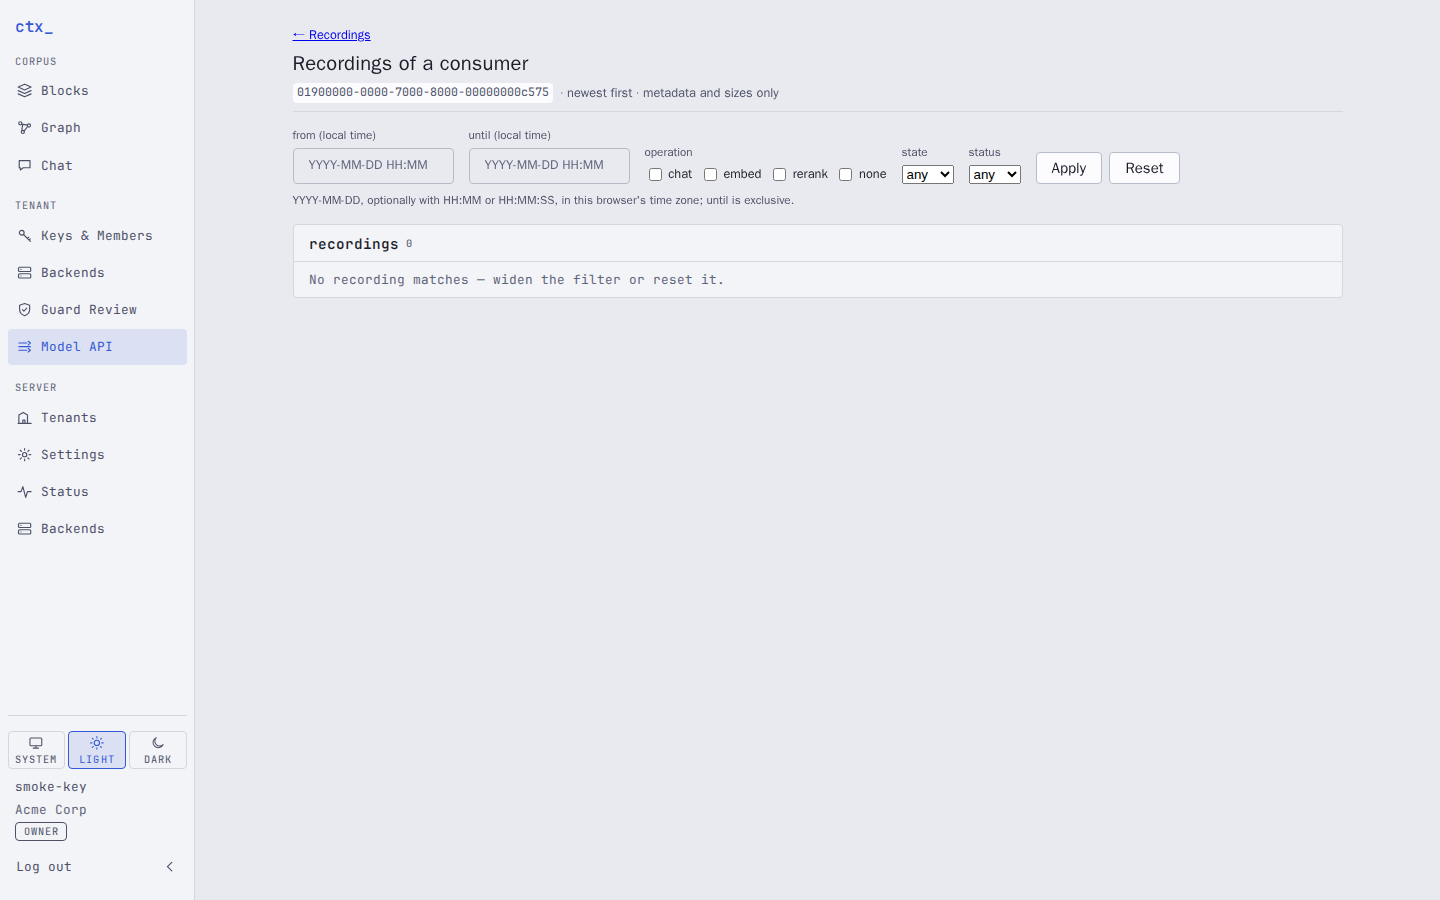 ctx_
CORPUS
Blocks
Graph
Chat
TENANT
Keys & Members
Backends
Guard Review
Model API
SERVER
Tenants
Settings
Status
Backends
SYSTEM
LIGHT
DARK
smoke-key
Acme Corp
OWNER
Log out
← Recordings
Recordings of a consumer
01900000-0000-7000-8000-00000000c575 · newest first · metadata and sizes only
from (local time)
YYYY-MM-DD HH:MM
until (local time)
YYYY-MM-DD HH:MM
operation
chat embed rerank none
state
any
status
any
Apply
Reset
YYYY-MM-DD, optionally with HH:MM or HH:MM:SS, in this browser's time zone; until is exclusive.
recordings 0
No recording matches — widen the filter or reset it.